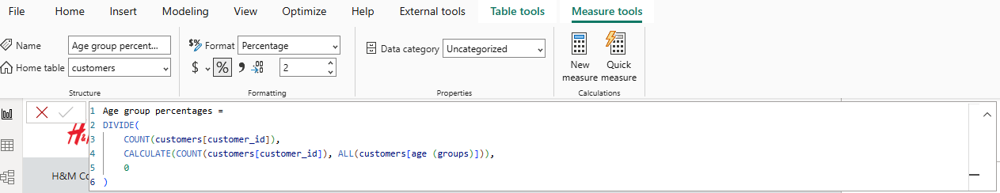 File Home Insert Modeling View Optimize Help External tools Table tools Measure tools
Name Age group percent...
Home table customers
Structure
$% Format Percentage
$ % 9 .00 2
Formatting
Data category Uncategorized
Properties
New measure Quick measure
Calculations
H&M
H&M Co
1 Age group percentages =
2 DIVIDE(
3 COUNT(customers[customer_id]),
4 CALCULATE(COUNT(customers[customer_id]), ALL(customers[age (groups)])),
5 0
6 )